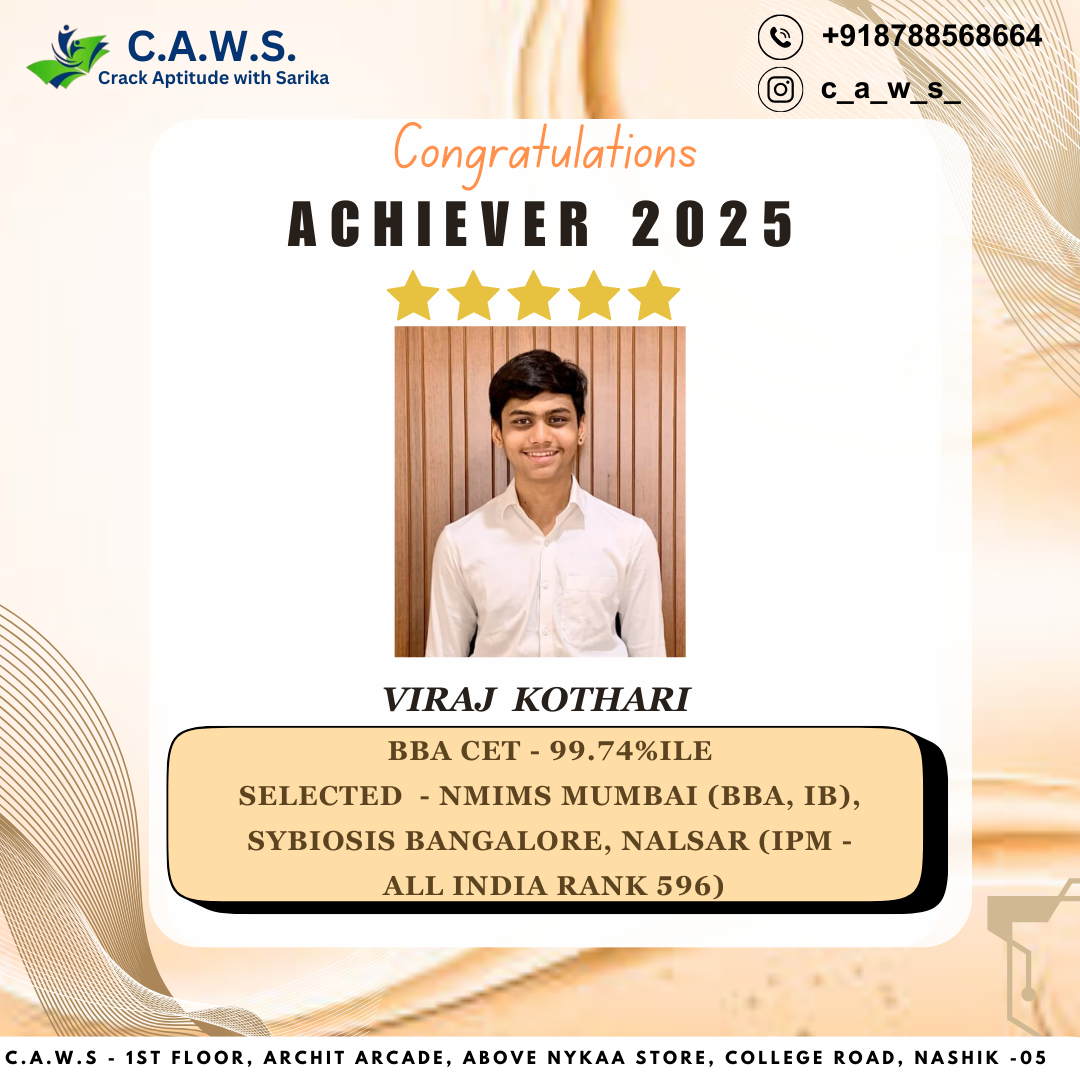 C.A.W.S.
Crack Aptitude with Sarika
+918788568664
c_a_w_s_
Congratulations
ACHIEVER 2025
VIRAJ KOTHARI
BBA CET - 99.74%ILE
SELECTED - NMIMS MUMBAI (BBA, IB),
SYBIOSIS BANGALORE, NALSAR (IPM -
ALL INDIA RANK 596)
C.A.W.S - 1ST FLOOR, ARCHIT ARCADE, ABOVE NYKAA STORE, COLLEGE ROAD, NASHIK -05